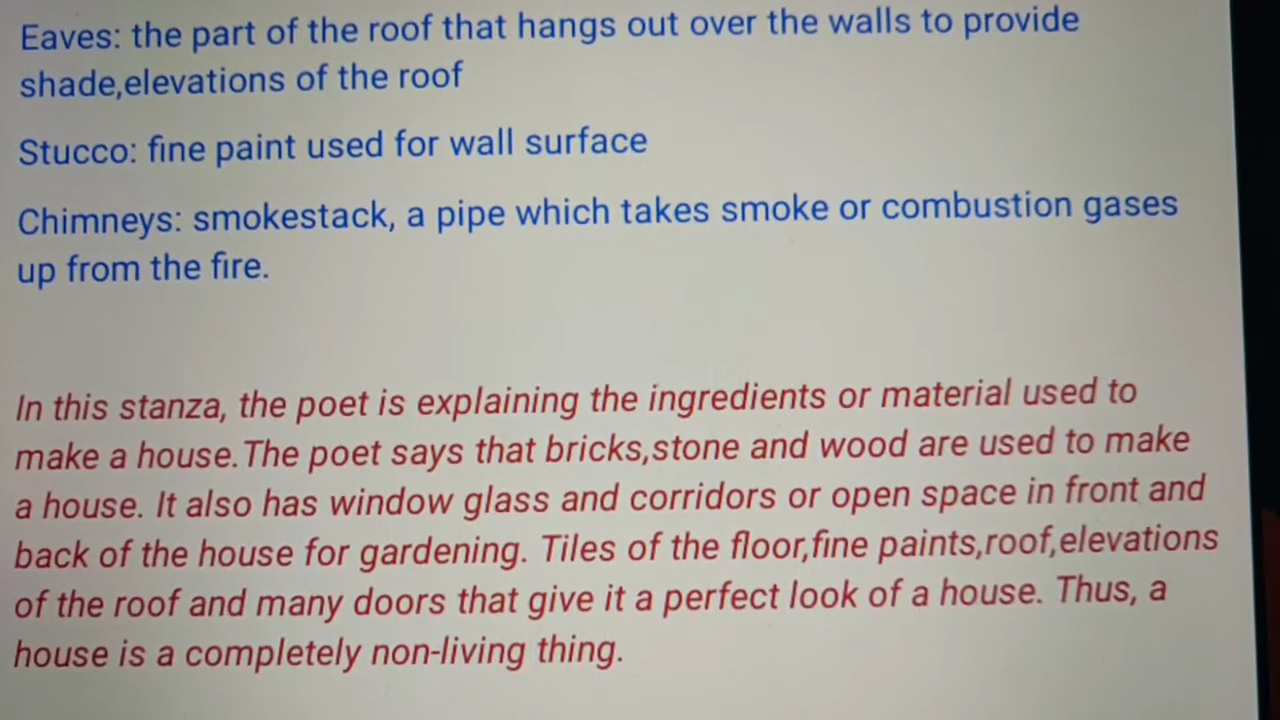 Eaves: the part of the roof that hangs out over the walls to provide
shade,elevations of the roof
Stucco: fine paint used for wall surface
Chimneys: smokestack, a pipe which takes smoke or combustion gases
up from the fire.
In this stanza, the poet is explaining the ingredients or material used to
make a house.The poet says that bricks,stone and wood are used to make
a house. It also has window glass and corridors or open space in front and
back of the house for gardening. Tiles of the floor,fine paints,roof,elevations
of the roof and many doors that give it a perfect look of a house. Thus, a
house is a completely non-living thing.